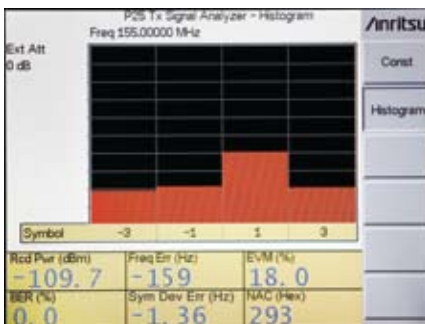 P25 Tx Signal Analyzer - Histogram
Freq 155.00000 MHz
/inritsu
Ext Att
0 dB
Const
Histogram
Symbol -3 -1 1 3
Rcd Pwr (dBm) Freq Err (Hz) EVM (%)
-109.7 -159 18.0
BER (%) Sym Dev Err (Hz) NAC (Hex)
0.0 -1.36 293